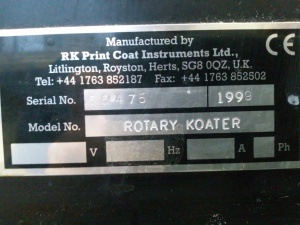 Manufactured by
CE
RK Print Coat Instruments Ltd.,
Litlington, Royston, Herts, SG8 0QZ, U.K.
Tel: +44 1763 852187 Fax: +44 1763 852502
Serial No. 1998
Model No. ROTARY KOATER
V Hz A Ph